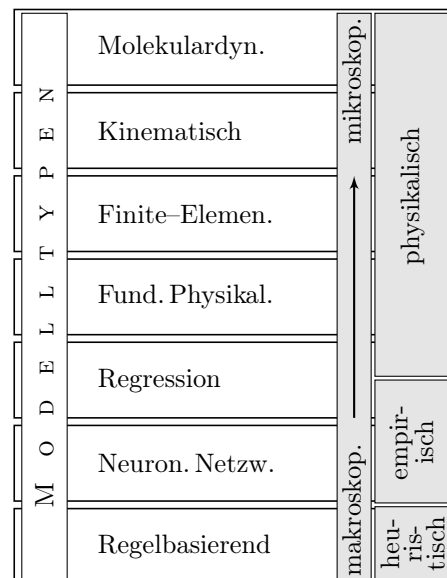 MODELLTYPEN
Molekulardyn.
Kinematisch
Finite–Elemen.
Fund. Physikal.
Regression
Neuron. Netzw.
Regelbasierend
mikroskop.
makroskop.
physikalisch
empir-
isch
heu-
ris-
tisch